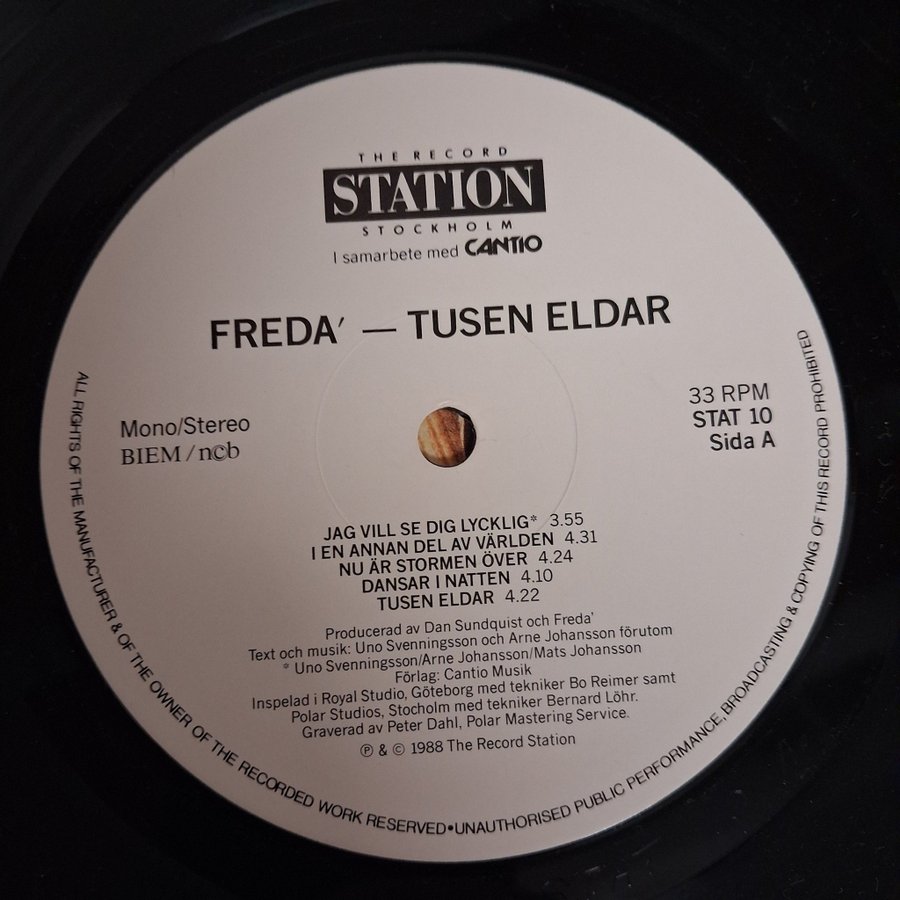 THE RECORD
STATION
STOCKHOLM
I samarbete med CANTIO
FREDA' — TUSEN ELDAR
Mono/Stereo
BIEM/n©b
33 RPM
STAT 10
Sida A
JAG VILL SE DIG LYCKLIG* 3.55
I EN ANNAN DEL AV VÄRLDEN 4.31
NU ÄR STORMEN ÖVER 4.24
DANSAR I NATTEN 4.10
TUSEN ELDAR 4.22
Producerad av Dan Sundquist och Freda'
Text och musik: Uno Svenningsson och Arne Johansson förutom
* Uno Svenningsson/Arne Johansson/Mats Johansson
Förlag: Cantio Musik
Inspelad i Royal Studio, Göteborg med tekniker Bo Reimer samt
Polar Studios, Stocholm med tekniker Bernard Löhr.
Graverad av Peter Dahl, Polar Mastering Service.
℗ & © 1988 The Record Station
ALL RIGHTS OF THE MANUFACTURER & OF THE OWNER OF THE RECORDED WORK RESERVED•UNAUTHORISED PUBLIC PERFORMANCE, BROADCASTING & COPYING OF THIS RECORD PROHIBITED